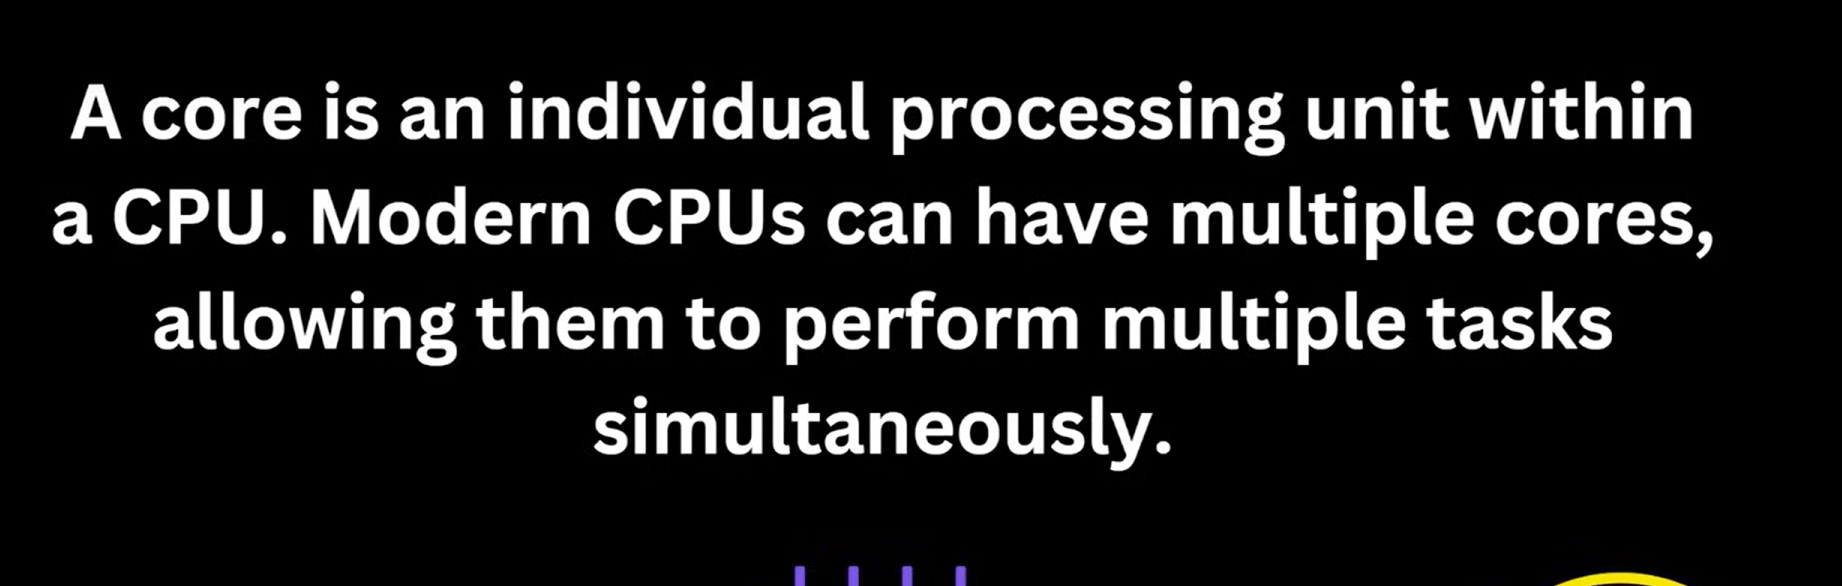 A core is an individual processing unit within
a CPU. Modern CPUs can have multiple cores,
allowing them to perform multiple tasks
simultaneously.